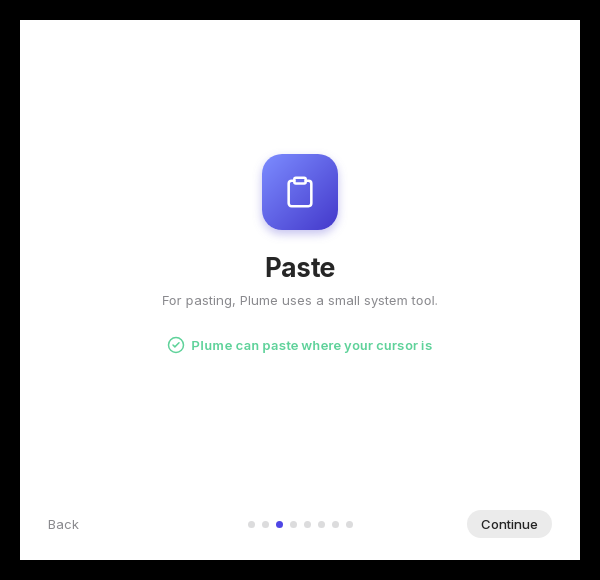 Paste
For pasting, Plume uses a small system tool.
Plume can paste where your cursor is
Back
Continue